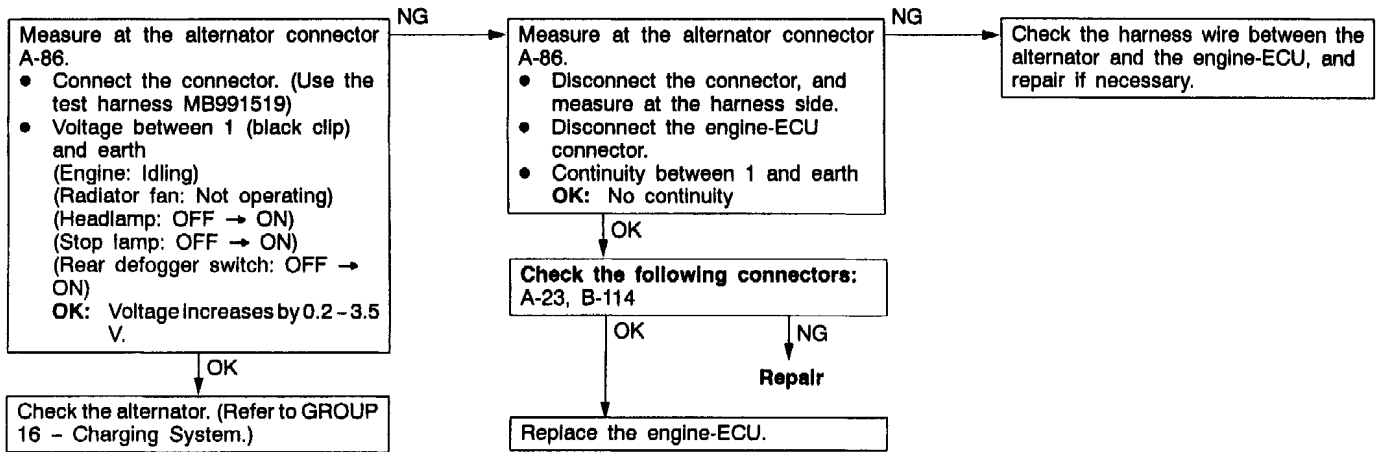 NG
Measure at the alternator connector
A-86.
● Connect the connector. (Use the
test harness MB991519)
● Voltage between 1 (black clip)
and earth
(Engine: Idling)
(Radiator fan: Not operating)
(Headlamp: OFF → ON)
(Stop lamp: OFF → ON)
(Rear defogger switch: OFF →
ON)
OK: Voltage increases by 0.2 – 3.5
V.
OK
Check the alternator. (Refer to GROUP
16 – Charging System.)
NG
Measure at the alternator connector
A-86.
● Disconnect the connector, and
measure at the harness side.
● Disconnect the engine-ECU
connector.
● Continuity between 1 and earth
OK: No continuity
OK
Check the following connectors:
A-23, B-114
OK
NG
Repair
Replace the engine-ECU.
Check the harness wire between the
alternator and the engine-ECU, and
repair if necessary.